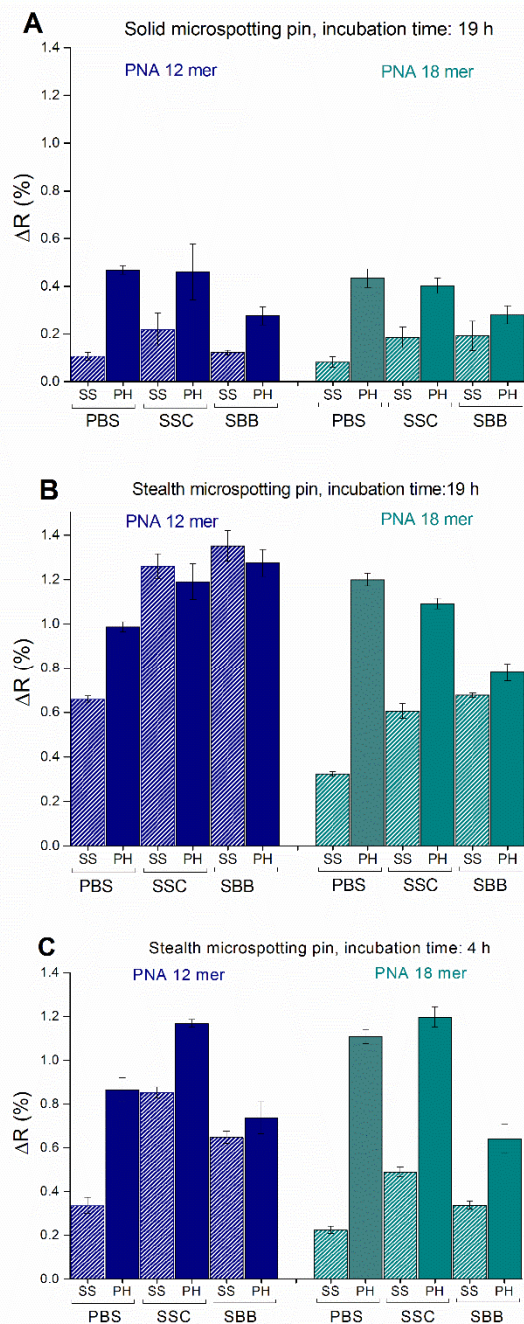 A
Solid microspotting pin, incubation time: 19 h
PNA 12 mer
PNA 18 mer
1.4
1.2
1.0
0.8
0.6
0.4
0.2
0.0
ΔR (%)
SS PH SS PH SS PH SS PH SS PH SS PH
PBS SSC SBB PBS SSC SBB
B
Stealth microspotting pin, incubation time:19 h
PNA 12 mer
PNA 18 mer
1.4
1.2
1.0
0.8
0.6
0.4
0.2
0.0
ΔR (%)
SS PH SS PH SS PH SS PH SS PH SS PH
PBS SSC SBB PBS SSC SBB
C
Stealth microspotting pin, incubation time: 4 h
PNA 12 mer
PNA 18 mer
1.4
1.2
1.0
0.8
0.6
0.4
0.2
0.0
ΔR (%)
SS PH SS PH SS PH SS PH SS PH SS PH
PBS SSC SBB PBS SSC SBB